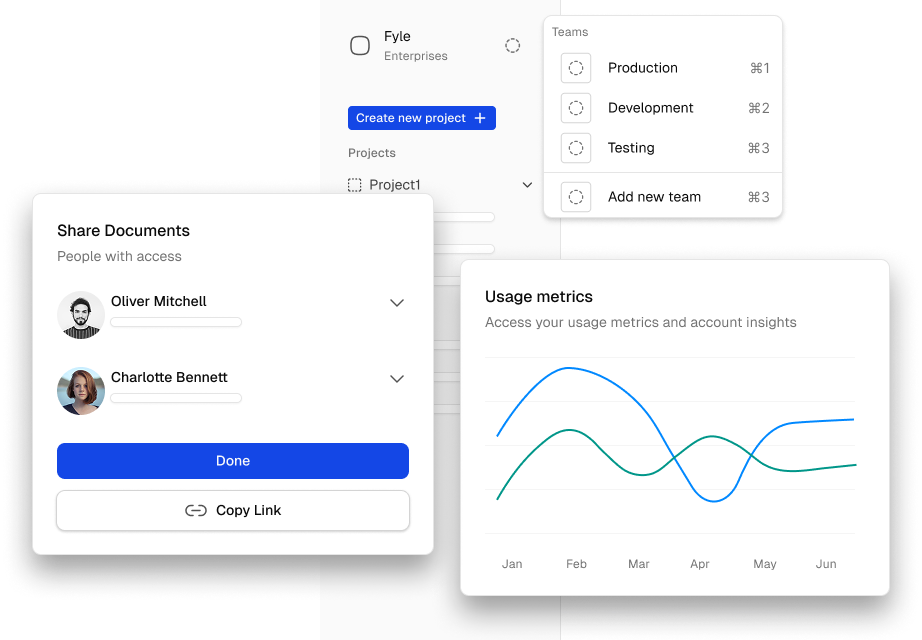 Fyle
Enterprises
Create new project
Projects
Project1
Teams
Production ⌘1
Development ⌘2
Testing ⌘3
Add new team ⌘3
Share Documents
People with access
Oliver Mitchell
Charlotte Bennett
Done
Copy Link
Usage metrics
Access your usage metrics and account insights
Jan Feb Mar Apr May Jun